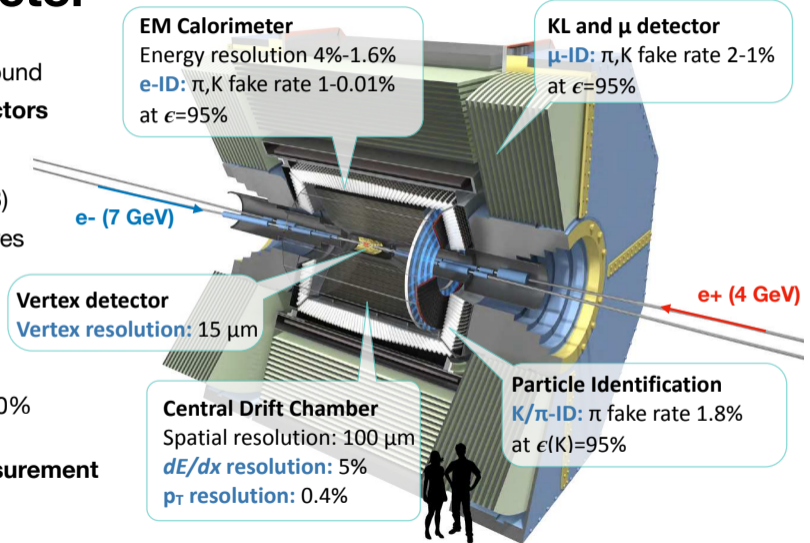 EM Calorimeter
Energy resolution 4%-1.6%
e-ID: π,K fake rate 1-0.01%
at ϵ=95%
KL and μ detector
μ-ID: π,K fake rate 2-1%
at ϵ=95%
e- (7 GeV)
e+ (4 GeV)
Vertex detector
Vertex resolution: 15 μm
Central Drift Chamber
Spatial resolution: 100 μm
dE/dx resolution: 5%
pT resolution: 0.4%
Particle Identification
K/π-ID: π fake rate 1.8%
at ϵ(K)=95%
0%